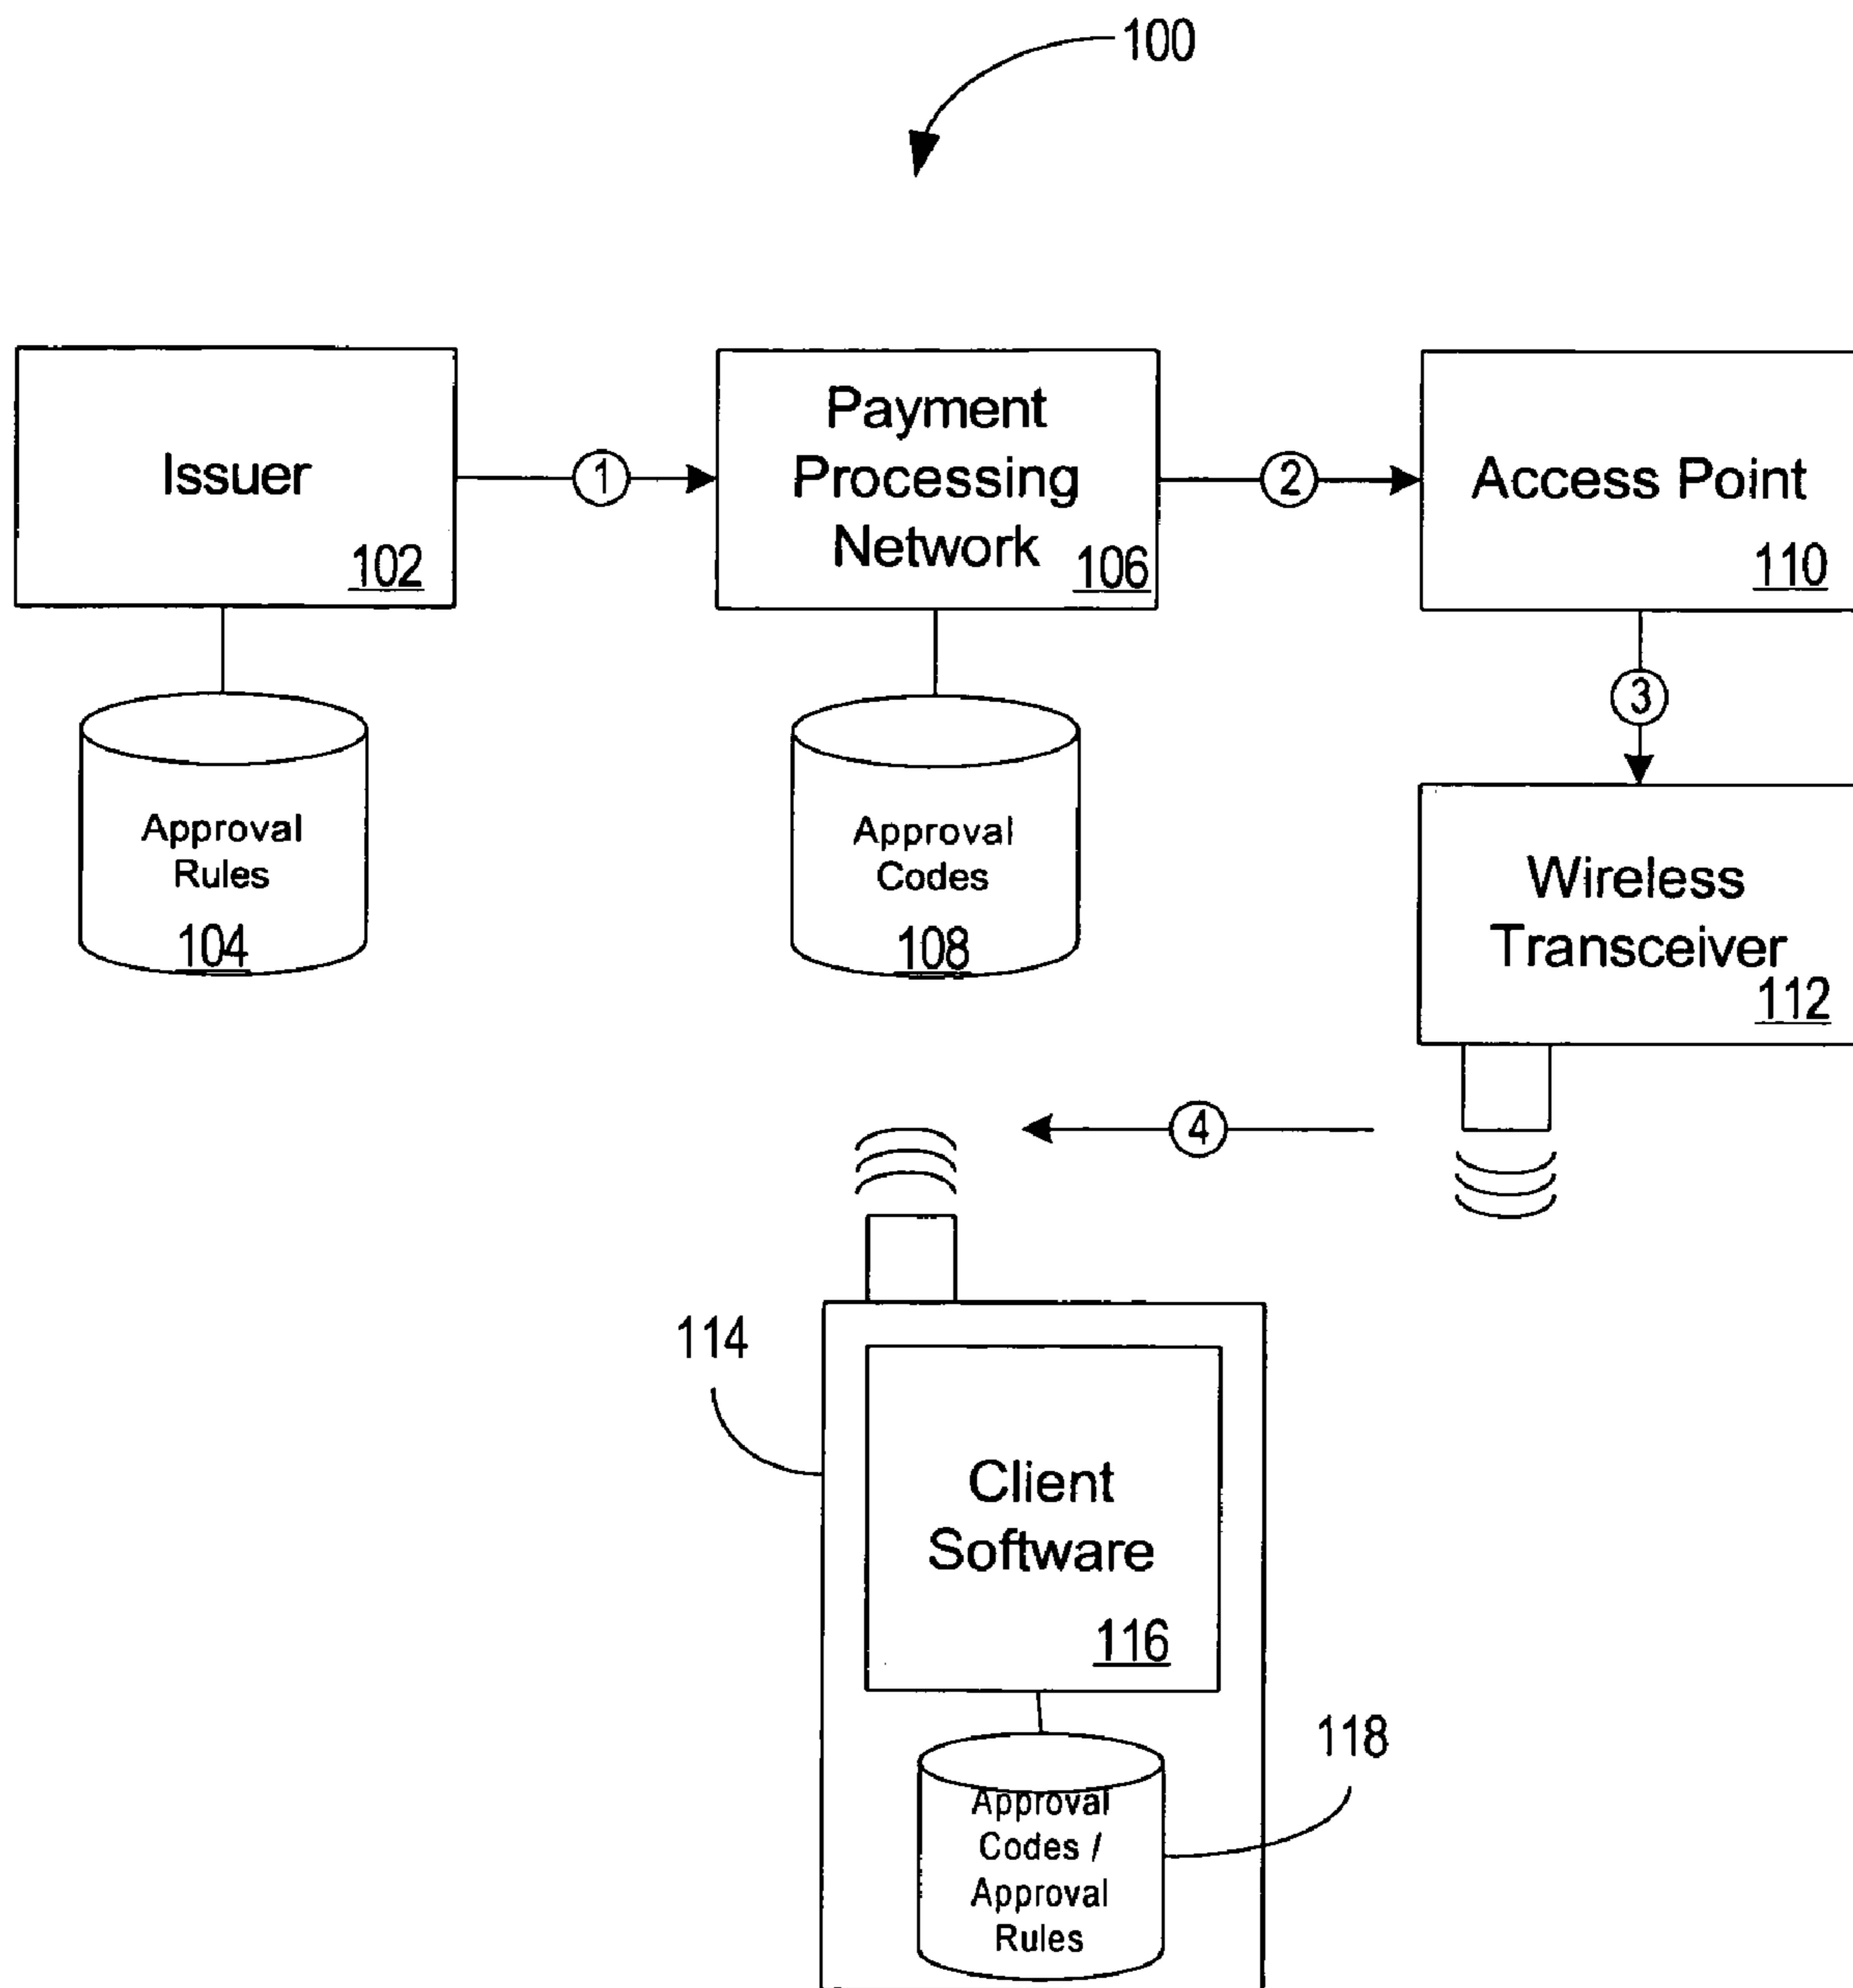 100
Issuer
102
1
Payment
Processing
Network
106
2
Access Point
110
3
Approval
Rules
104
Approval
Codes
108
Wireless
Transceiver
112
4
114
Client
Software
116
118
Approval
Codes /
Approval
Rules